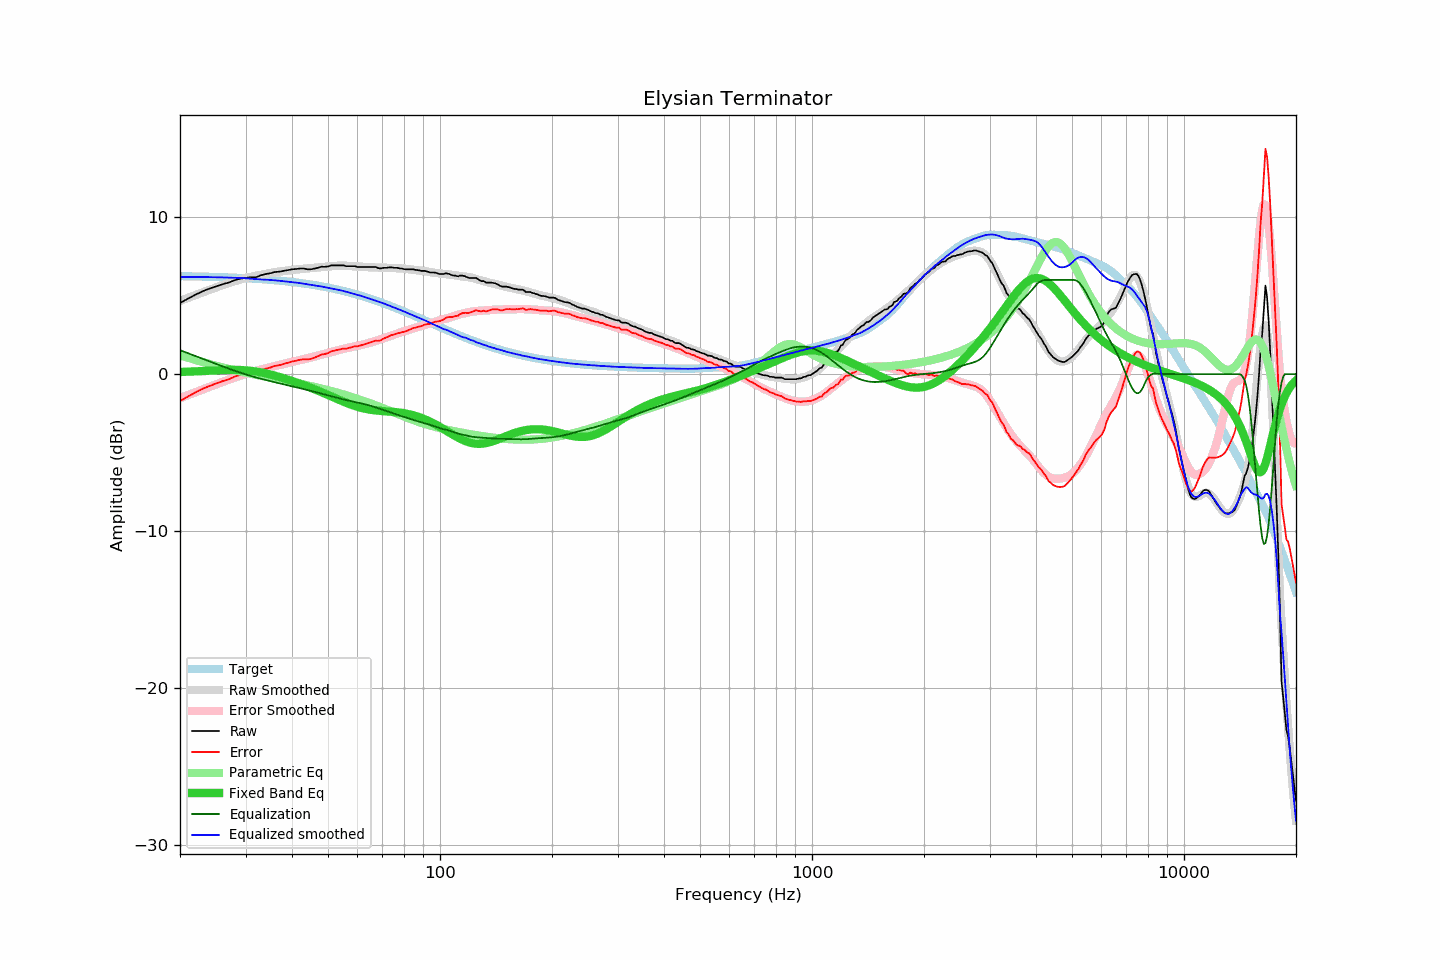 Elysian Terminator
Amplitude (dBr)
10
0
−10
−20
−30
Target
Raw Smoothed
Error Smoothed
Raw
Error
Parametric Eq
Fixed Band Eq
Equalization
Equalized smoothed
100
1000
10000
Frequency (Hz)